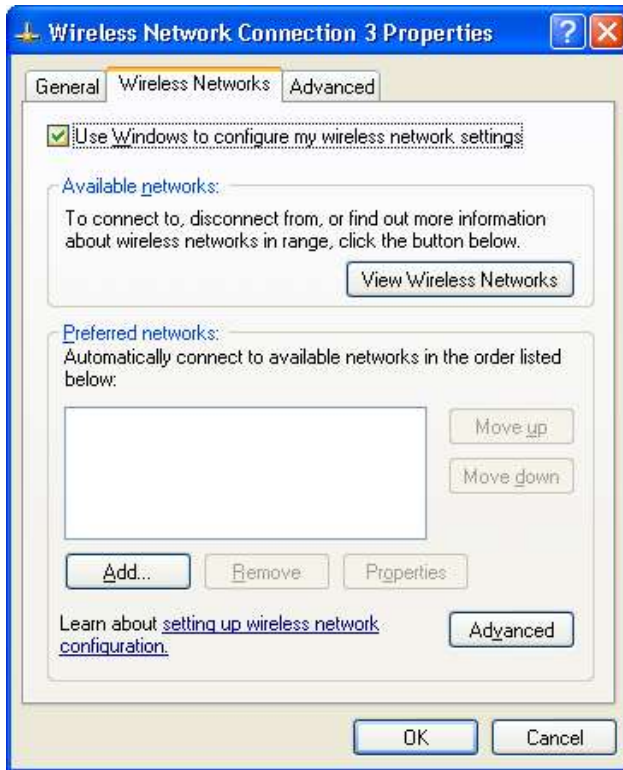 Wireless Network Connection 3 Properties
?
General
Wireless Networks
Advanced
Use Windows to configure my wireless network settings
Available networks:
To connect to, disconnect from, or find out more information
about wireless networks in range, click the button below.
View Wireless Networks
Preferred networks:
Automatically connect to available networks in the order listed
below:
Move up
Move down
Add...
Remove
Properties
Learn about setting up wireless network
configuration.
Advanced
OK
Cancel